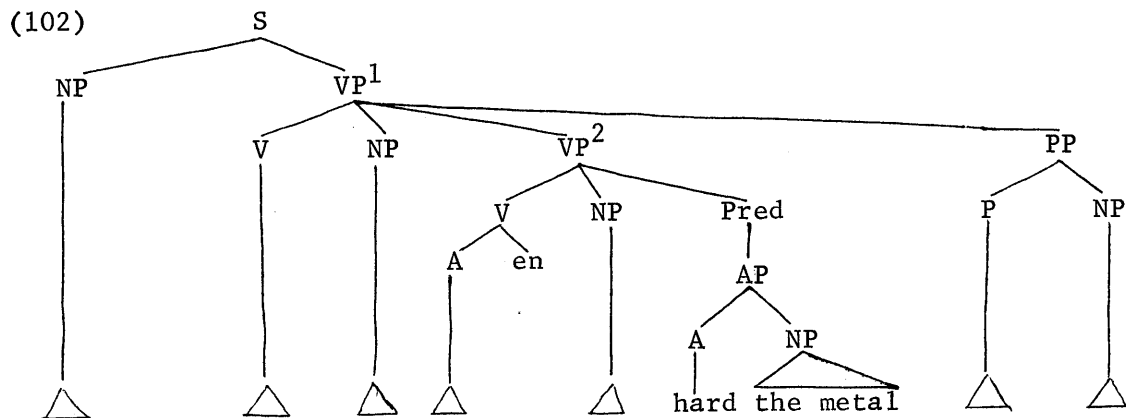 (102) S
NP VP1
V NP VP2 PP
V NP Pred P NP
A en AP
A NP
hard the metal